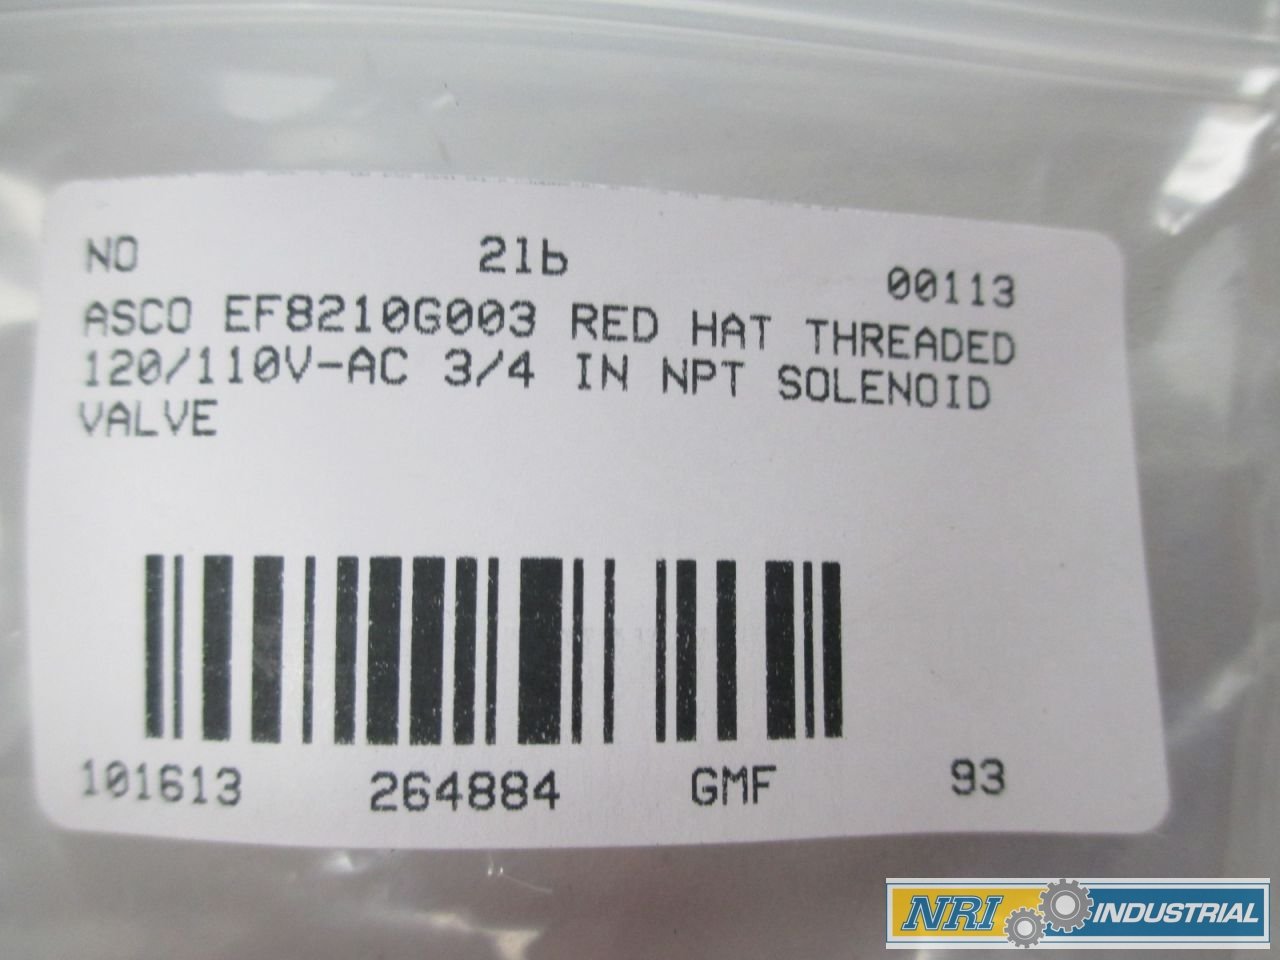 NO 21b 00113
ASCO EF8210G003 RED HAT THREADED
120/110V-AC 3/4 IN NPT SOLENOID
VALVE
101613 264884 GMF 93
NRI INDUSTRIAL